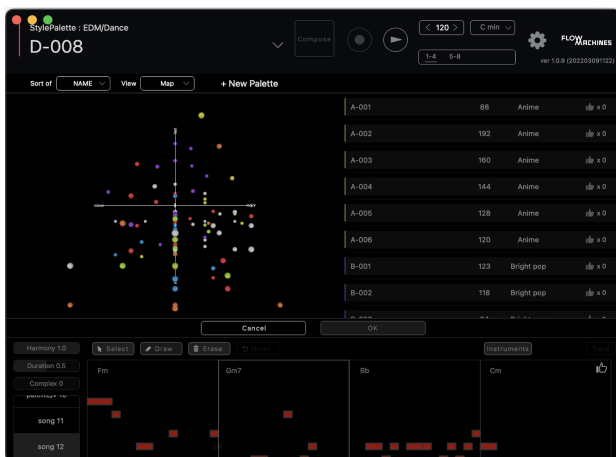 StylePalette : EDM/Dance
D-008
Compose
< 120 >
C min
1-4 5-8
FLOW MACHINES
ver 1.0.9 (202203091122)
Sort of NAME View Map + New Palette
A-001 88 Anime x 0
A-002 192 Anime x 0
A-003 160 Anime x 0
A-004 144 Anime x 0
A-005 128 Anime x 0
A-006 120 Anime x 0
B-001 123 Bright pop x 0
B-002 118 Bright pop x 0
minor major
Cancel OK
Harmony 1.0 Select Draw Erase Undo Instruments Save
Duration 0.5
Complex 0
Fm Gm7 Bb Cm
song 11
song 12